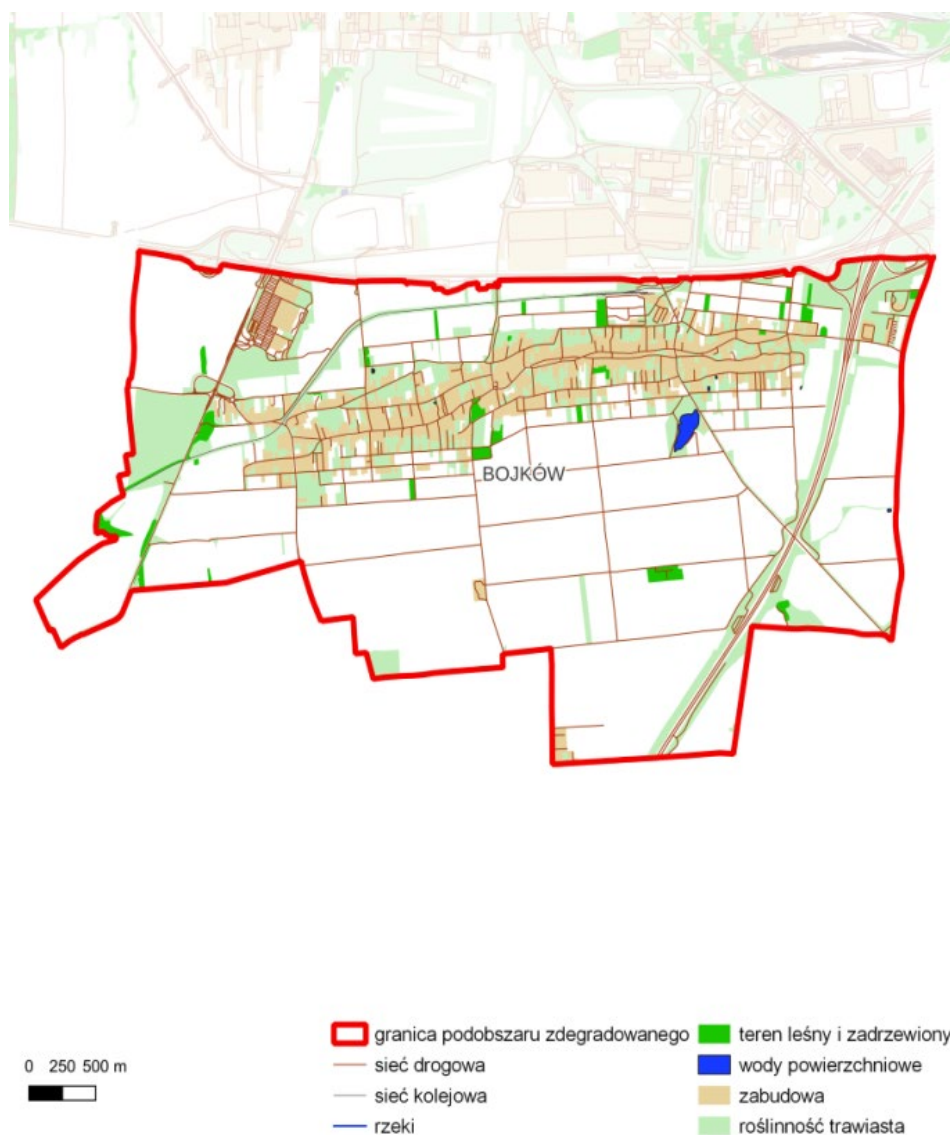 BOJKÓW
0 250 500 m
granica podobszaru zdegradowanego
sieć drogowa
sieć kolejowa
rzeki
teren leśny i zadrzewiony
wody powierzchniowe
zabudowa
roślinność trawiasta